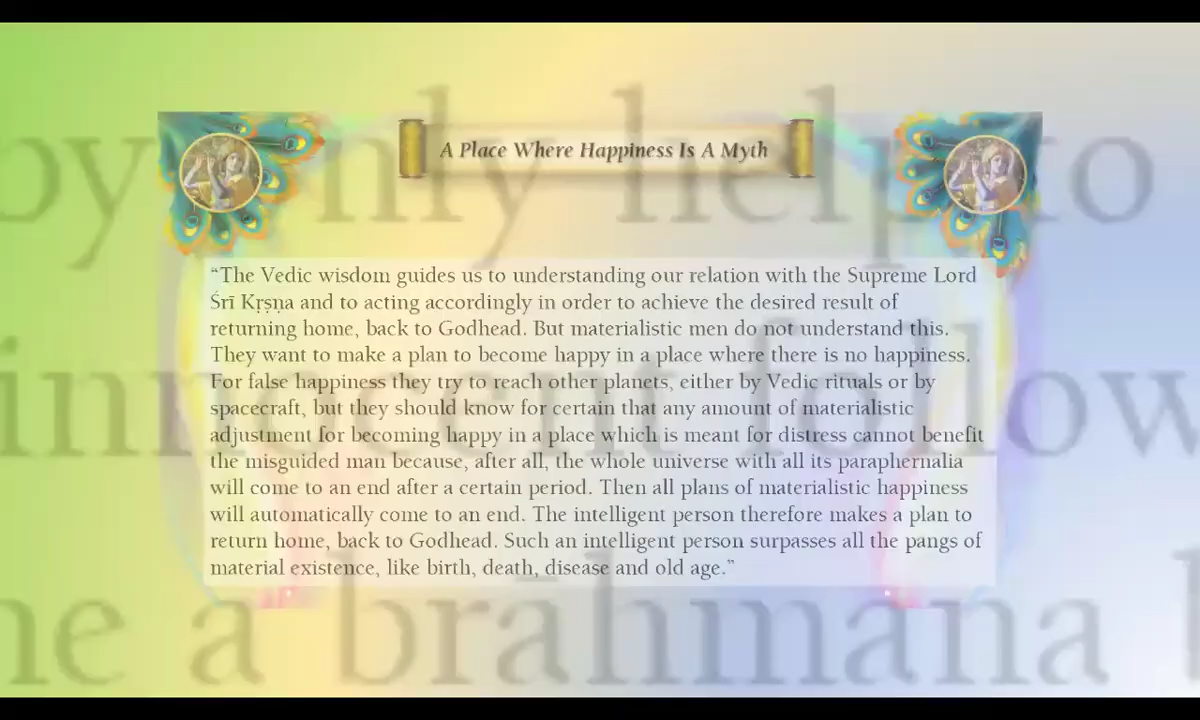 by nly help to
A Place Where Happiness Is A Myth
“The Vedic wisdom guides us to understanding our relation with the Supreme Lord
Śrī Kṛṣṇa and to acting accordingly in order to achieve the desired result of
returning home, back to Godhead. But materialistic men do not understand this.
They want to make a plan to become happy in a place where there is no happiness.
For false happiness they try to reach other planets, either by Vedic rituals or by
spacecraft, but they should know for certain that any amount of materialistic
adjustment for becoming happy in a place which is meant for distress cannot benefit
the misguided man because, after all, the whole universe with all its paraphernalia
will come to an end after a certain period. Then all plans of materialistic happiness
will automatically come to an end. The intelligent person therefore makes a plan to
return home, back to Godhead. Such an intelligent person surpasses all the pangs of
material existence, like birth, death, disease and old age.”
innocent follow
ne a brāhmana b